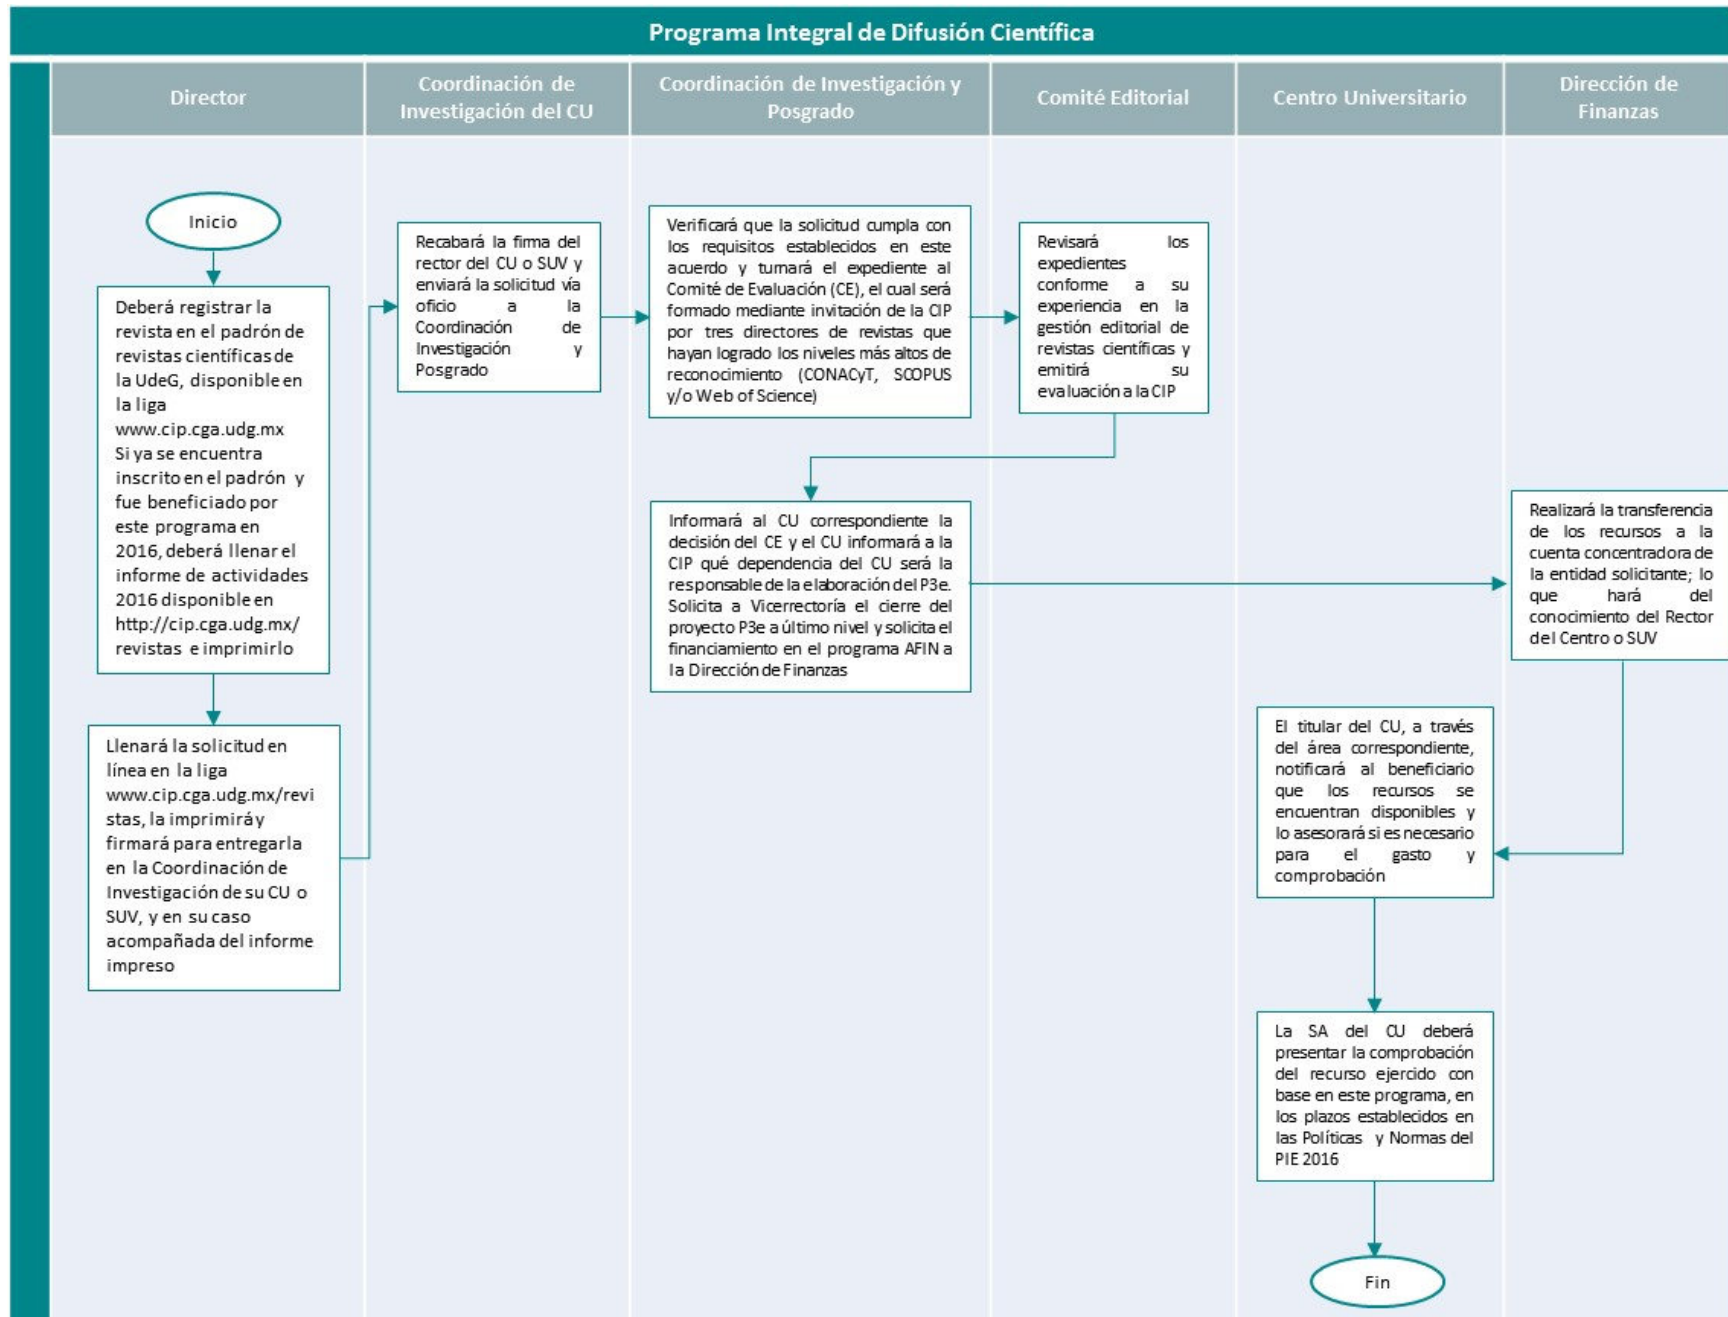 Programa Integral de Difusión Científica
Director
Coordinación de
Investigación del CU
Coordinación de Investigación y
Posgrado
Comité Editorial
Centro Universitario
Dirección de
Finanzas
Inicio
Deberá registrar la
revista en el padrón de
revistas científicas de
la UdeG, disponible en
la liga
www.cip.cga.udg.mx
Si ya se encuentra
inscrito en el padrón y
fue beneficiado por
este programa en
2016, deberá llenar el
informe de actividades
2016 disponible en
http://cip.cga.udg.mx/
revistas e imprimirlo
Llenará la solicitud en
línea en la liga
www.cip.cga.udg.mx/revi
stas, la imprimirá y
firmará para entregarla
en la Coordinación de
Investigación de su CU o
SUV, y en su caso
acompañada del informe
impreso
Recabará la firma del
rector del CU o SUV y
enviará la solicitud vía
oficio a la
Coordinación de
Investigación y
Posgrado
Verificará que la solicitud cumpla con
los requisitos establecidos en este
acuerdo y turnará el expediente al
Comité de Evaluación (CE), el cual será
formado mediante invitación de la CIP
por tres directores de revistas que
hayan logrado los niveles más altos de
reconocimiento (CONACyT, SCOPUS
y/o Web of Science)
Revisará los
expedientes
conforme a su
experiencia en la
gestión editorial de
revistas científicas y
emitirá su
evaluación a la CIP
Informará al CU correspondiente la
decisión del CE y el CU informará a la
CIP qué dependencia del CU será la
responsable de la elaboración del P3e.
Solicita a Vicerrectoría el cierre del
proyecto P3e a último nivel y solicita el
financiamiento en el programa AFIN a
la Dirección de Finanzas
Realizará la transferencia
de los recursos a la
cuenta concentradora de
la entidad solicitante; lo
que hará del
conocimiento del Rector
del Centro o SUV
El titular del CU, a través
del área correspondiente,
notificará al beneficiario
que los recursos se
encuentran disponibles y
lo asesorará si es necesario
para el gasto y
comprobación
La SA del CU deberá
presentar la comprobación
del recurso ejercido con
base en este programa, en
los plazos establecidos en
las Políticas y Normas del
PIE 2016
Fin